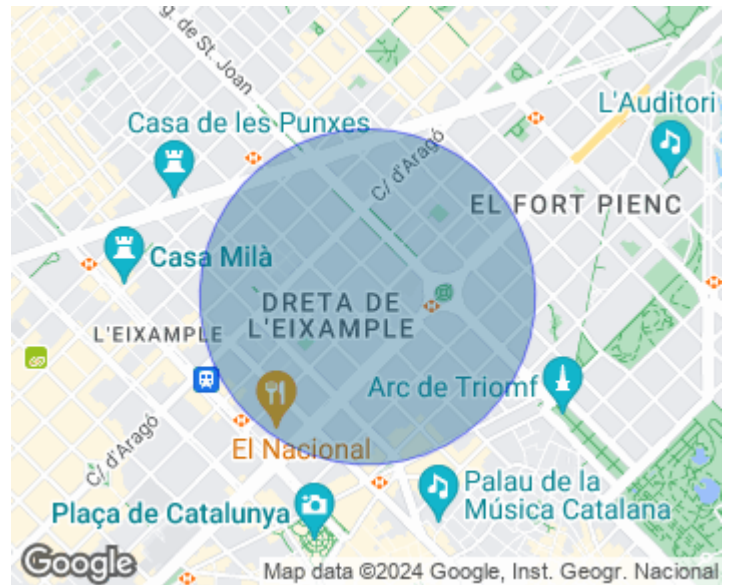 g. de St. Joan
L'Auditori
Casa de les Punxes
C/ d'Aragó
EL FORT PIENC
Casa Milà
DRETA DE
L'EIXAMPLE
L'EIXAMPLE
Arc de Triomf
El Nacional
C/ d'Aragó
Palau de la
Música Catalana
Plaça de Catalunya
Google
Map data ©2024 Google, Inst. Geogr. Nacional